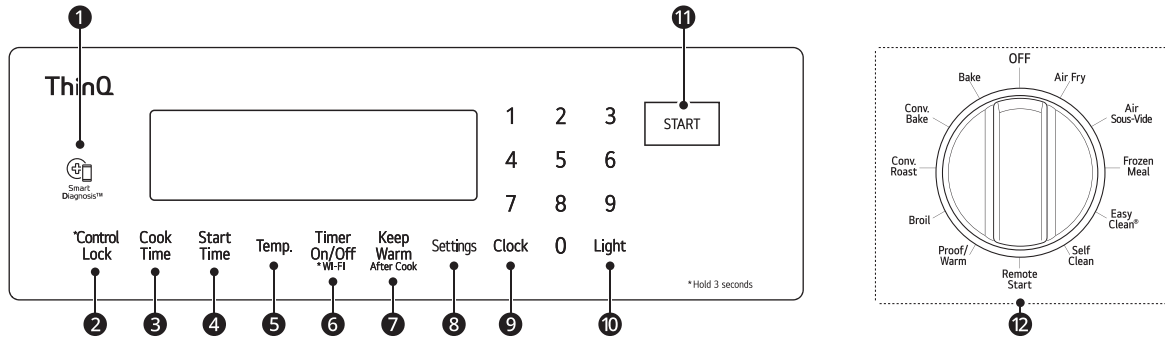 1
11
ThinQ
Smart
Diagnosis™
1 2 3
START
4 5 6
7 8 9
*Control
Lock
Cook
Time
Start
Time
Temp.
Timer
On/Off
*WI-FI
Keep
Warm
After Cook
Settings
Clock
0
Light
*Hold 3 seconds
2
3
4
5
6
7
8
9
10
OFF
Bake
Air Fry
Conv.
Bake
Air
Sous-Vide
Conv.
Roast
Frozen
Meal
Broil
Easy
Clean®
Proof/
Warm
Self
Clean
Remote
Start
12